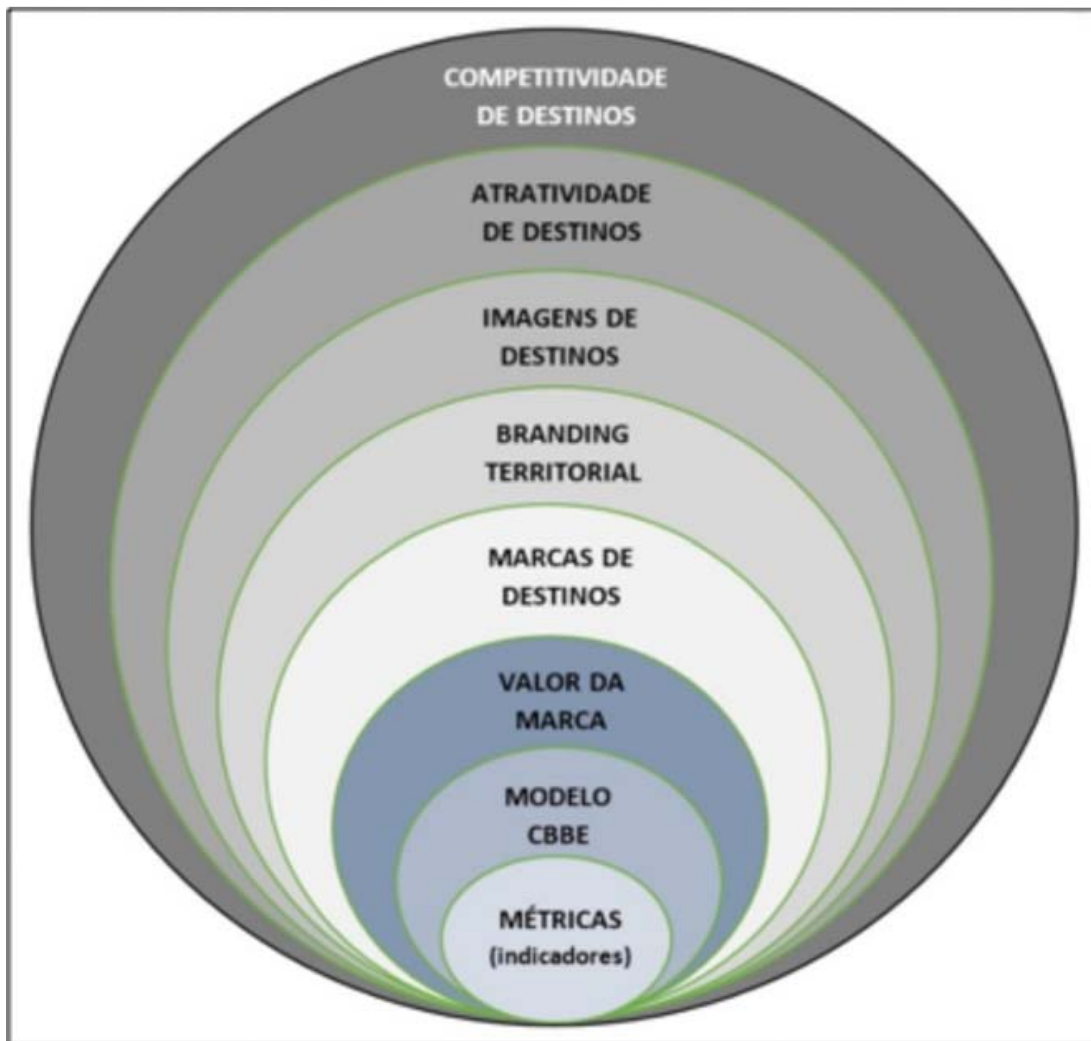 COMPETITIVIDADE
DE DESTINOS
ATRATIVIDADE
DE DESTINOS
IMAGENS DE
DESTINOS
BRANDING
TERRITORIAL
MARCAS DE
DESTINOS
VALOR DA
MARCA
MODELO
CBBE
MÉTRICAS
(indicadores)